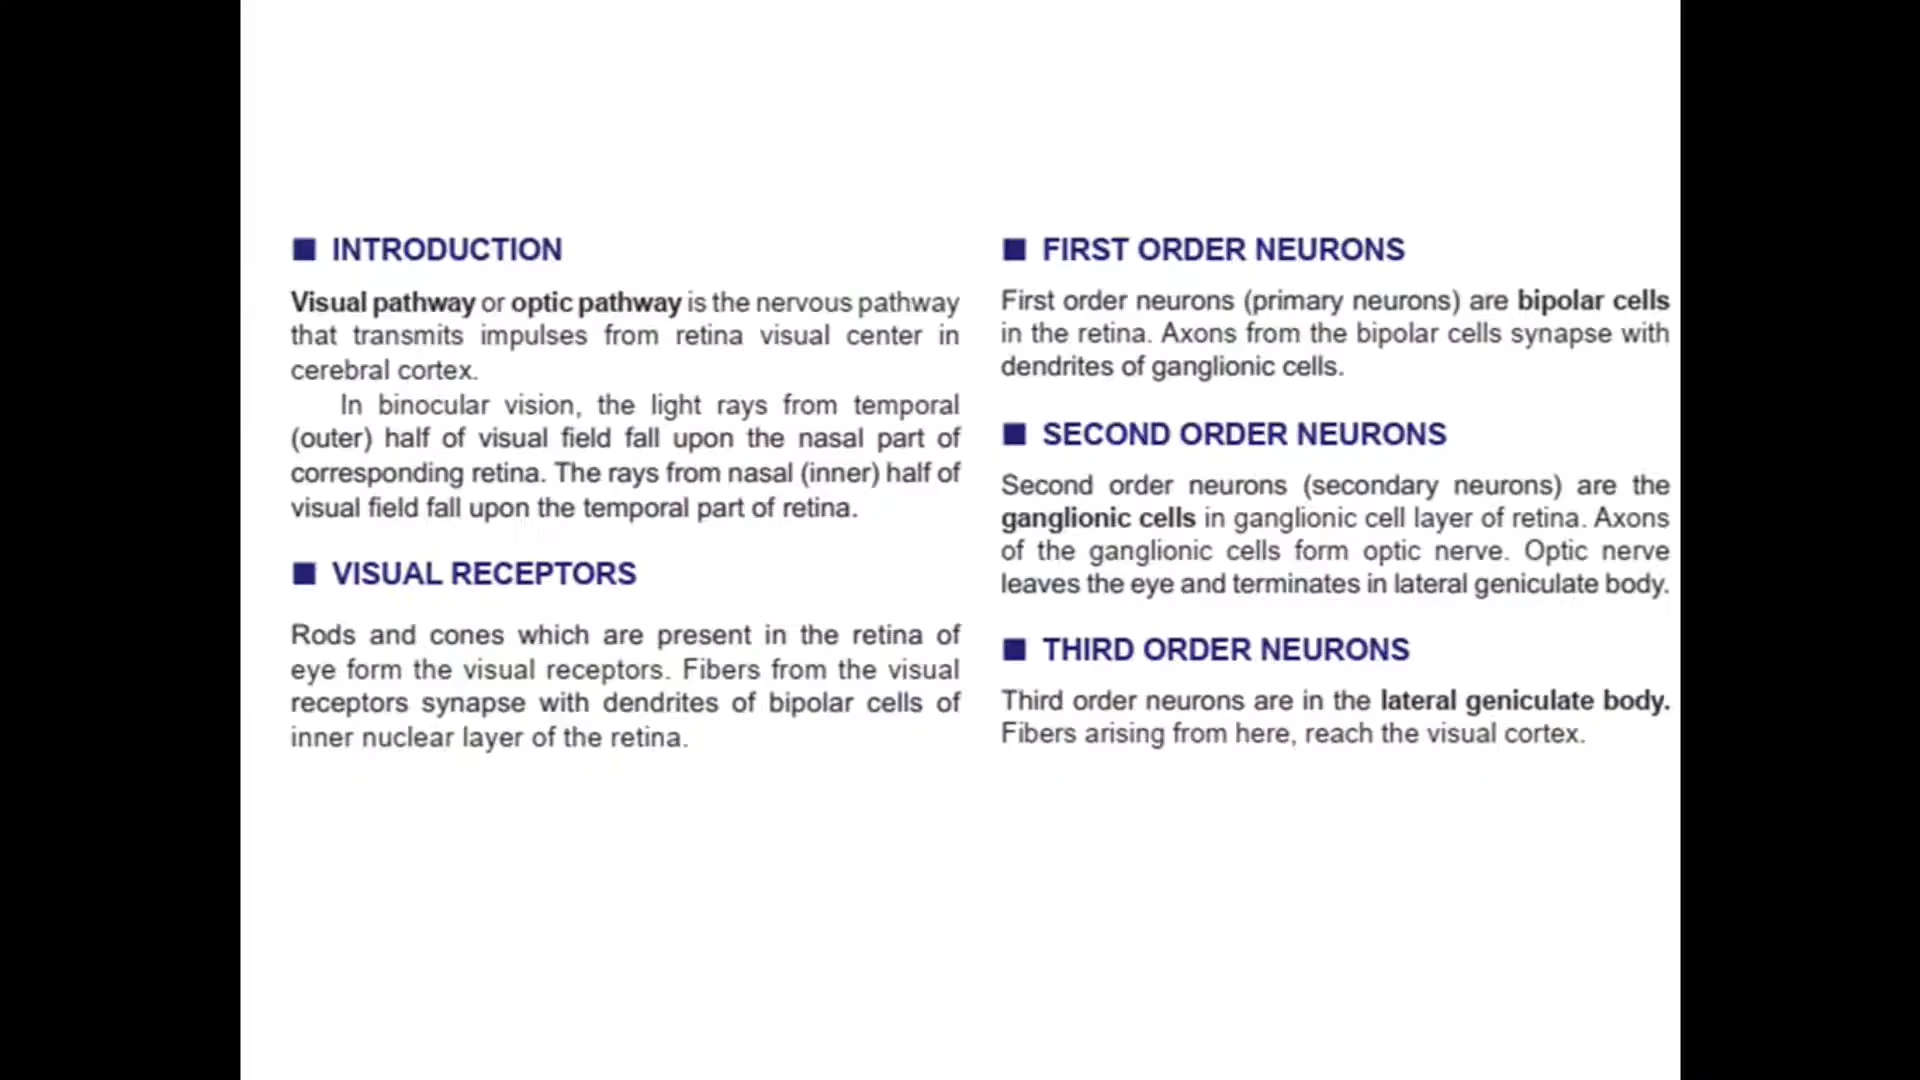 INTRODUCTION
Visual pathway or optic pathway is the nervous pathway
that transmits impulses from retina visual center in
cerebral cortex.
In binocular vision, the light rays from temporal
(outer) half of visual field fall upon the nasal part of
corresponding retina. The rays from nasal (inner) half of
visual field fall upon the temporal part of retina.
VISUAL RECEPTORS
Rods and cones which are present in the retina of
eye form the visual receptors. Fibers from the visual
receptors synapse with dendrites of bipolar cells of
inner nuclear layer of the retina.
FIRST ORDER NEURONS
First order neurons (primary neurons) are bipolar cells
in the retina. Axons from the bipolar cells synapse with
dendrites of ganglionic cells.
SECOND ORDER NEURONS
Second order neurons (secondary neurons) are the
ganglionic cells in ganglionic cell layer of retina. Axons
of the ganglionic cells form optic nerve. Optic nerve
leaves the eye and terminates in lateral geniculate body.
THIRD ORDER NEURONS
Third order neurons are in the lateral geniculate body.
Fibers arising from here, reach the visual cortex.